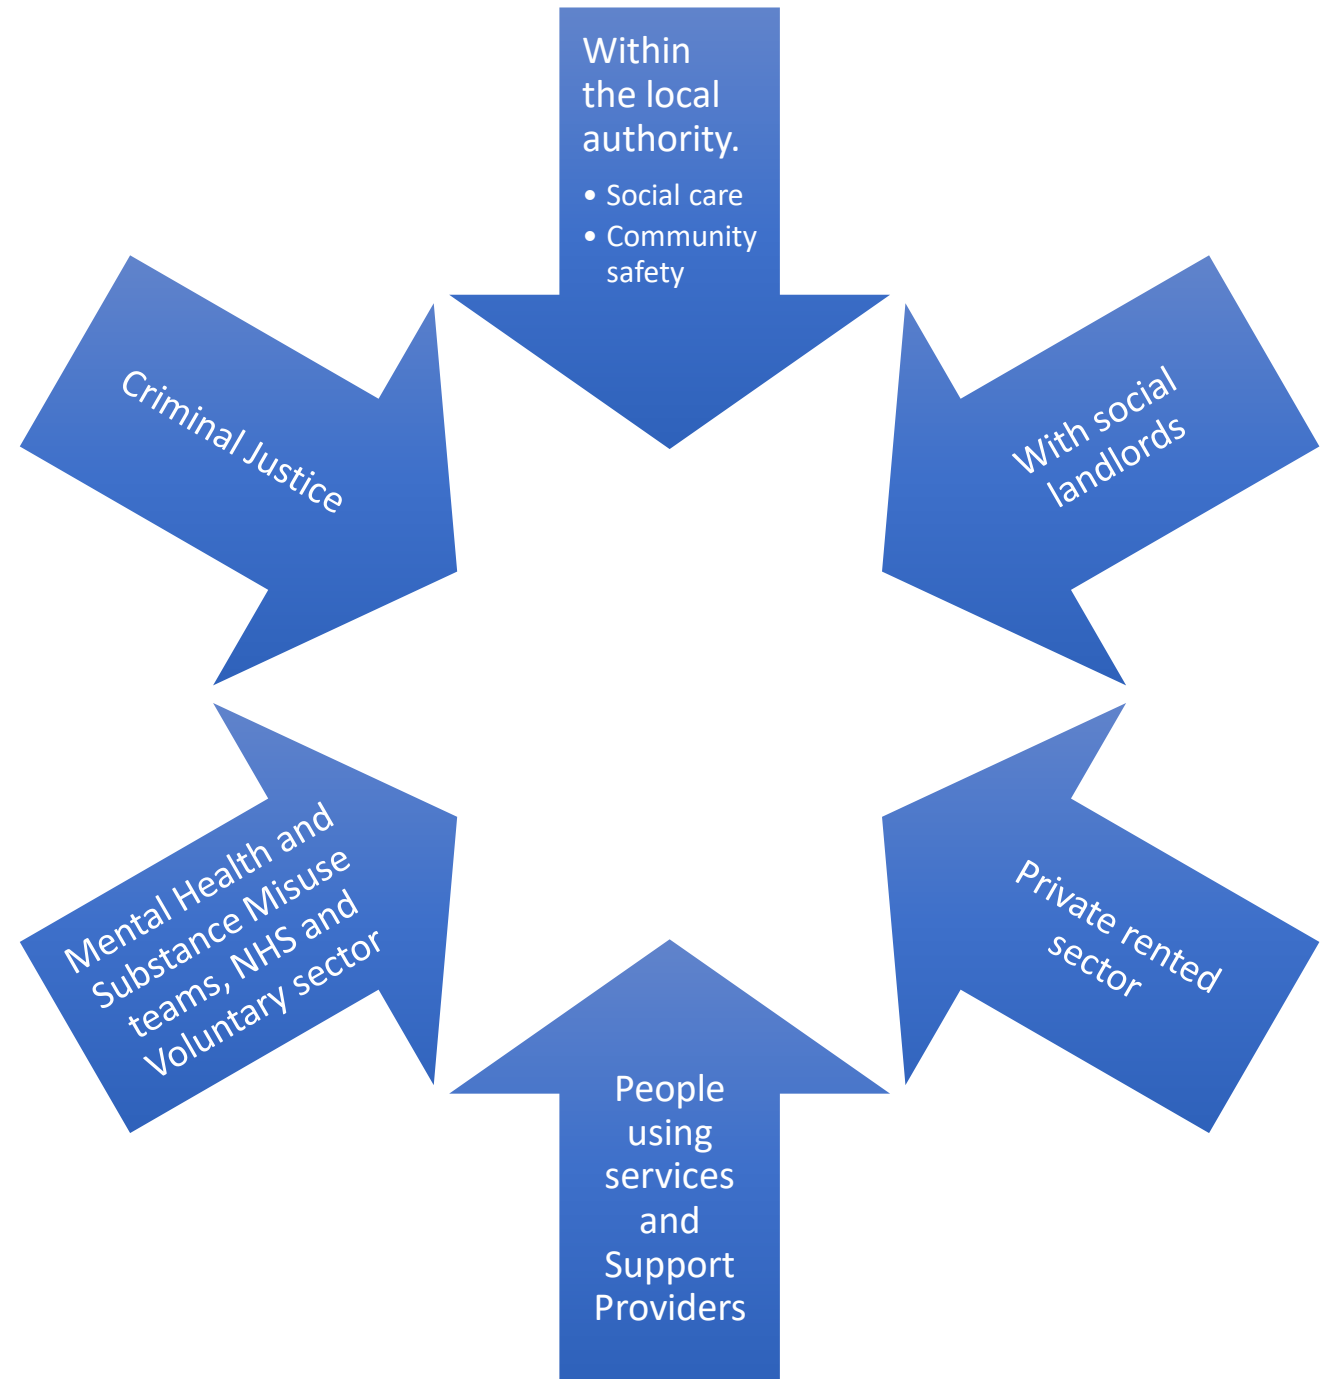 Within
the local
authority.
• Social care
• Community
safety
With social
landlords
Private rented
sector
People
using
services
and
Support
Providers
Mental Health and
Substance Misuse
teams, NHS and
Voluntary sector
Criminal Justice